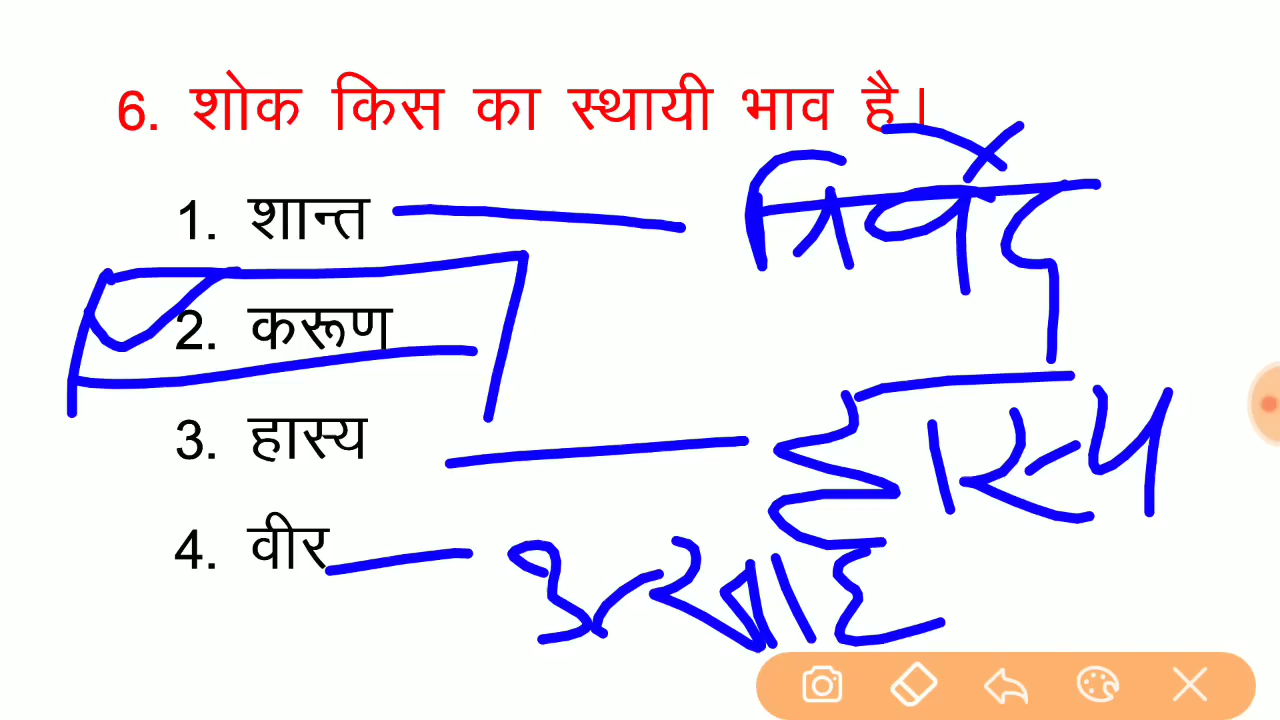 6. शोक किस का स्थायी भाव है।
1. शान्त निर्वेद
2. करूण
3. हास्य हास्य
4. वीर उत्साह